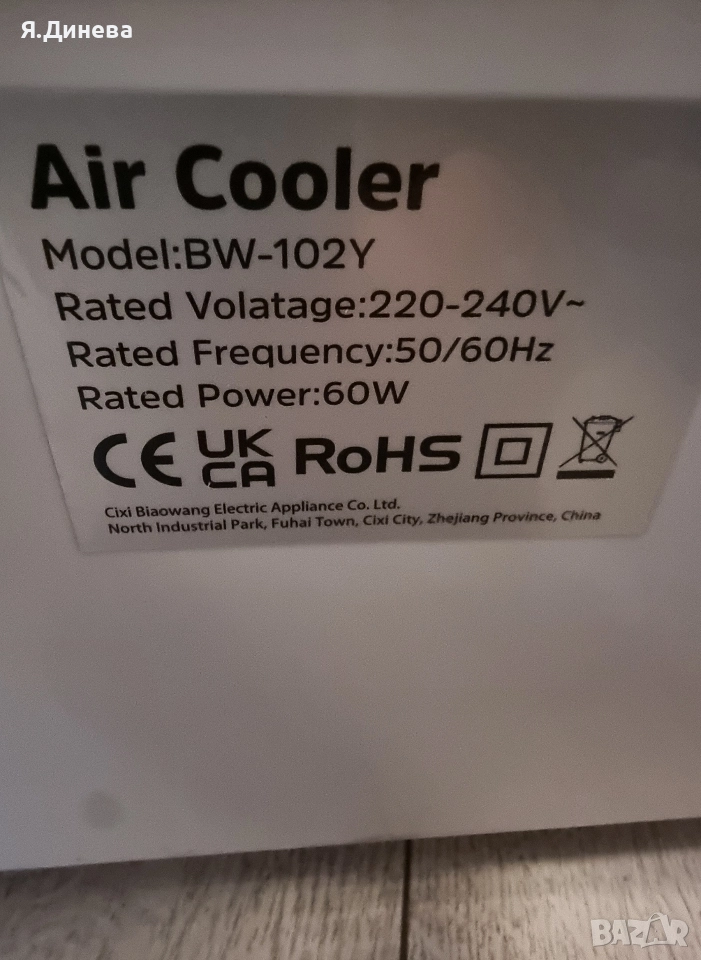 Я.Динева
Air Cooler
Model:BW-102Y
Rated Volatage:220-240V~
Rated Frequency:50/60Hz
Rated Power:60W
CE UK CA RoHS
Cixi Biaowang Electric Appliance Co. Ltd.
North Industrial Park, Fuhai Town, Cixi City, Zhejiang Province, China
BAZAR